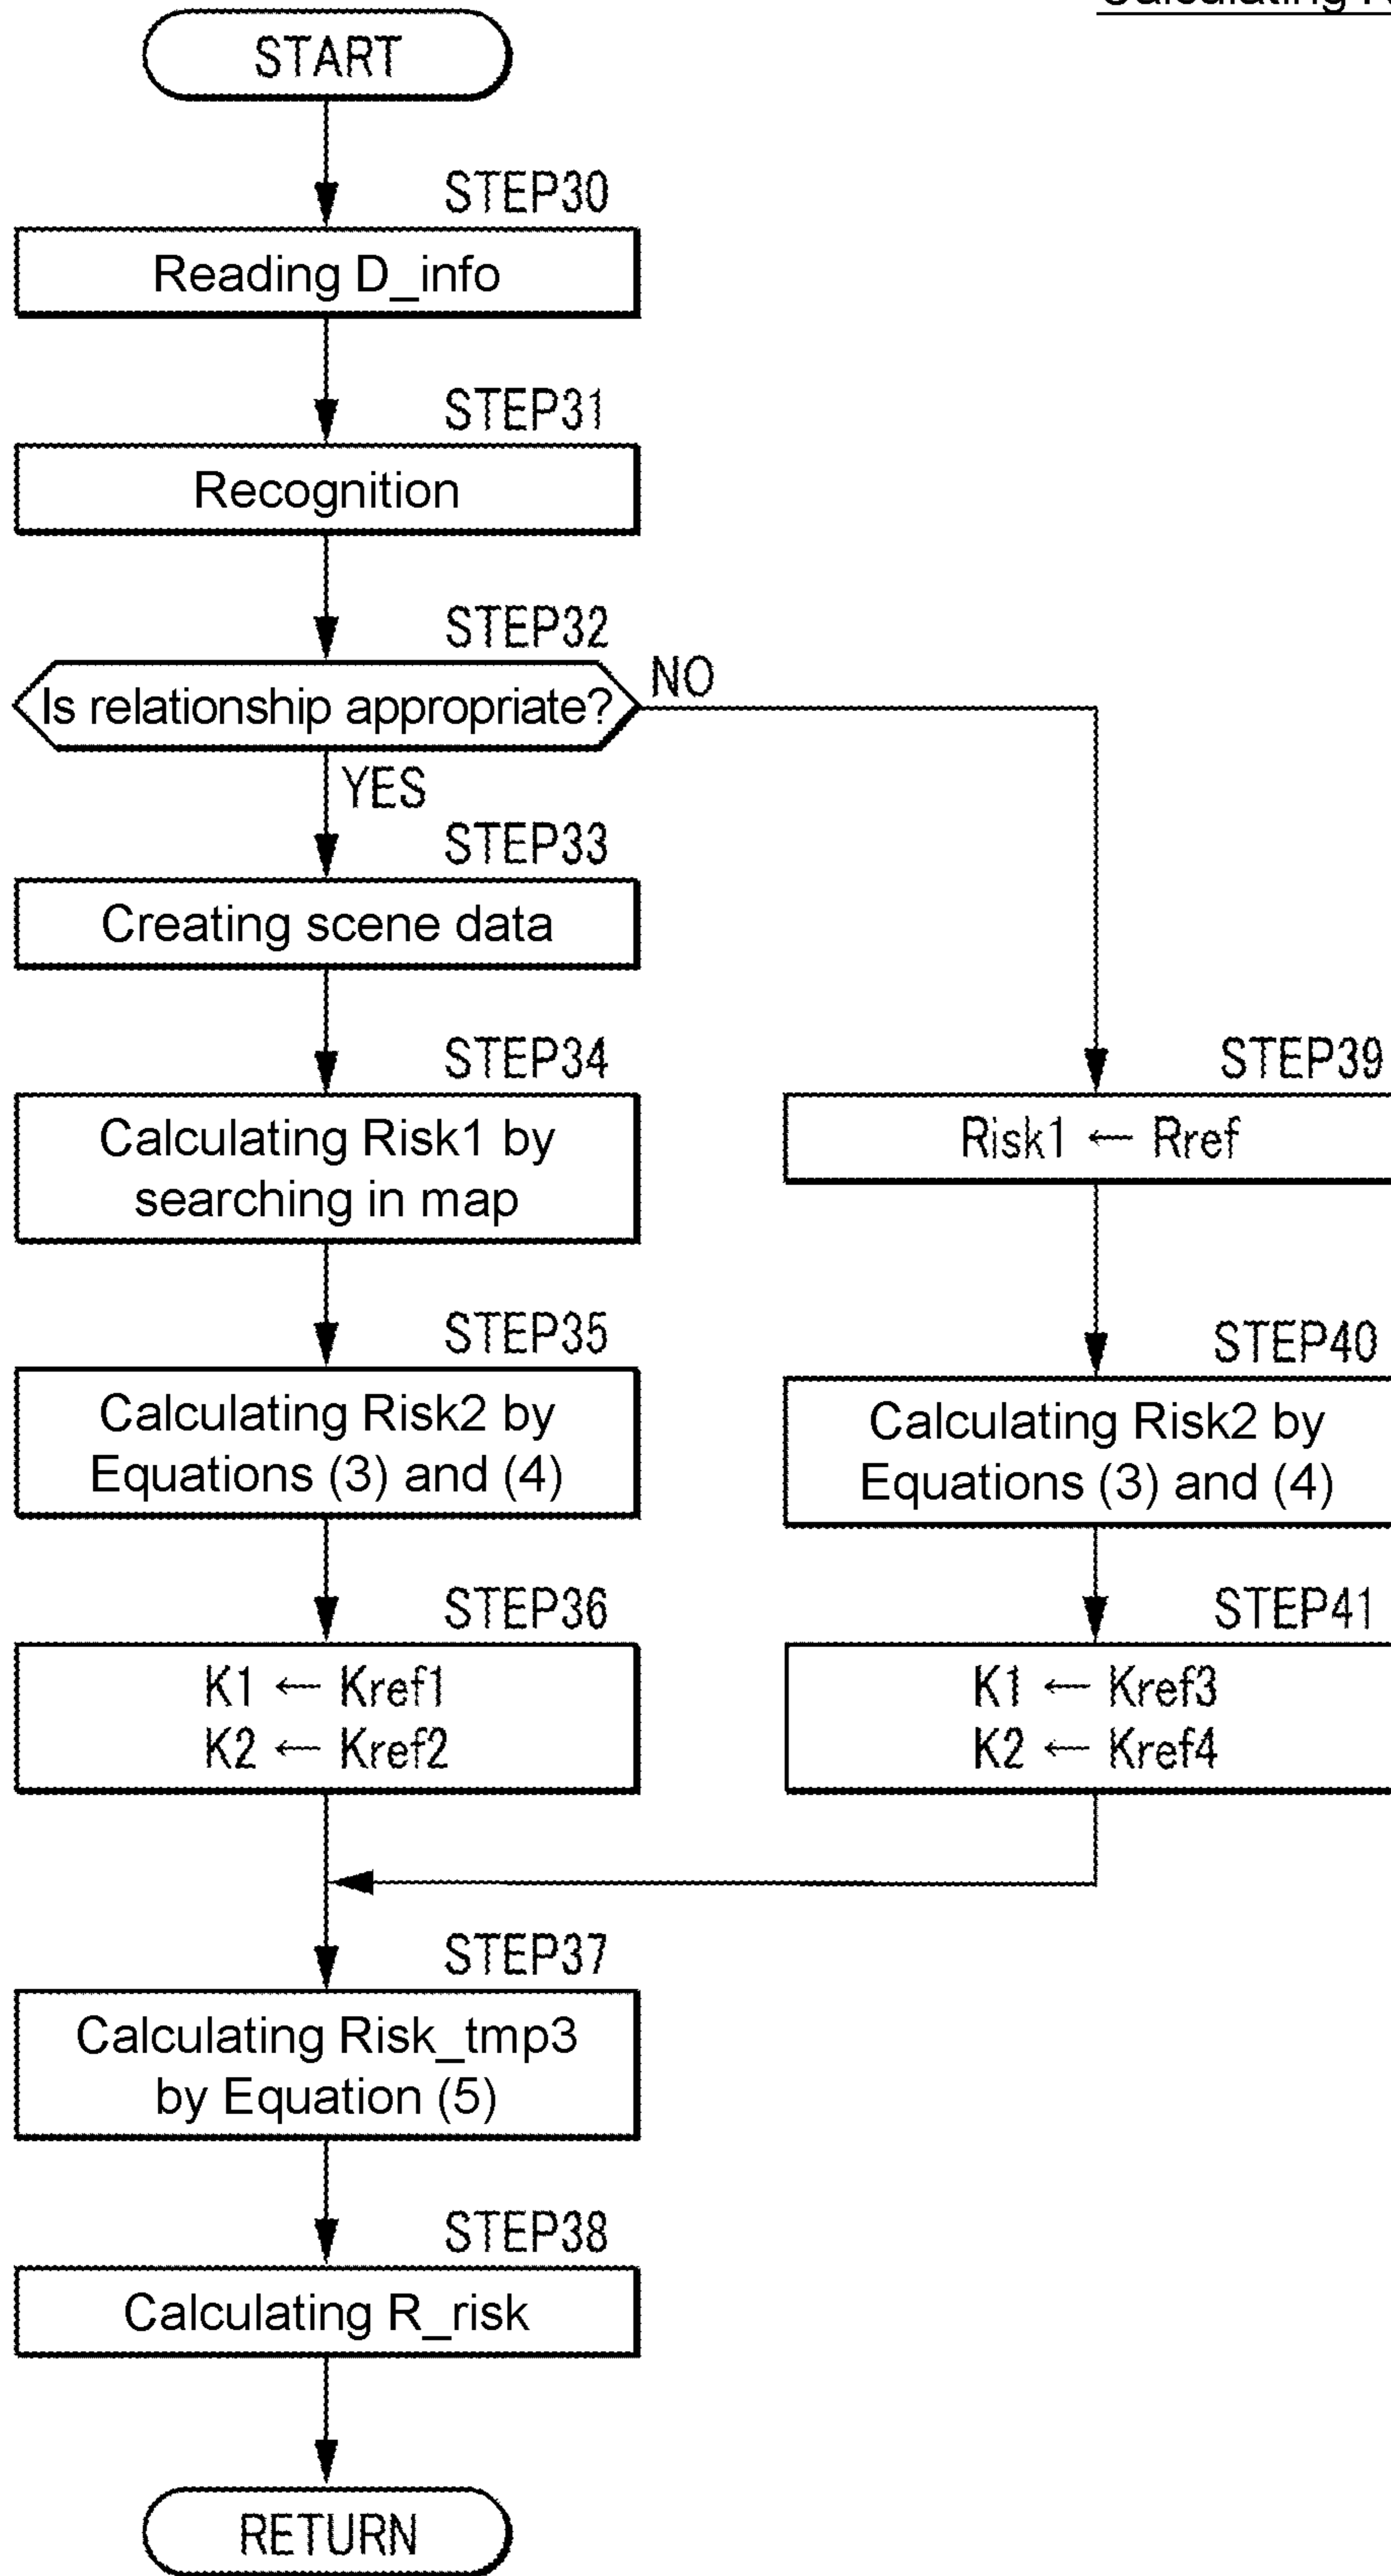 Calculating
START
STEP30
Reading D_info
STEP31
Recognition
STEP32
Is relationship appropriate?
NO
YES
STEP33
Creating scene data
STEP34
Calculating Risk1 by
searching in map
STEP35
Calculating Risk2 by
Equations (3) and (4)
STEP36
K1 ← Kref1
K2 ← Kref2
STEP39
Risk1 ← Rref
STEP40
Calculating Risk2 by
Equations (3) and (4)
STEP41
K1 ← Kref3
K2 ← Kref4
STEP37
Calculating Risk_tmp3
by Equation (5)
STEP38
Calculating R_risk
RETURN